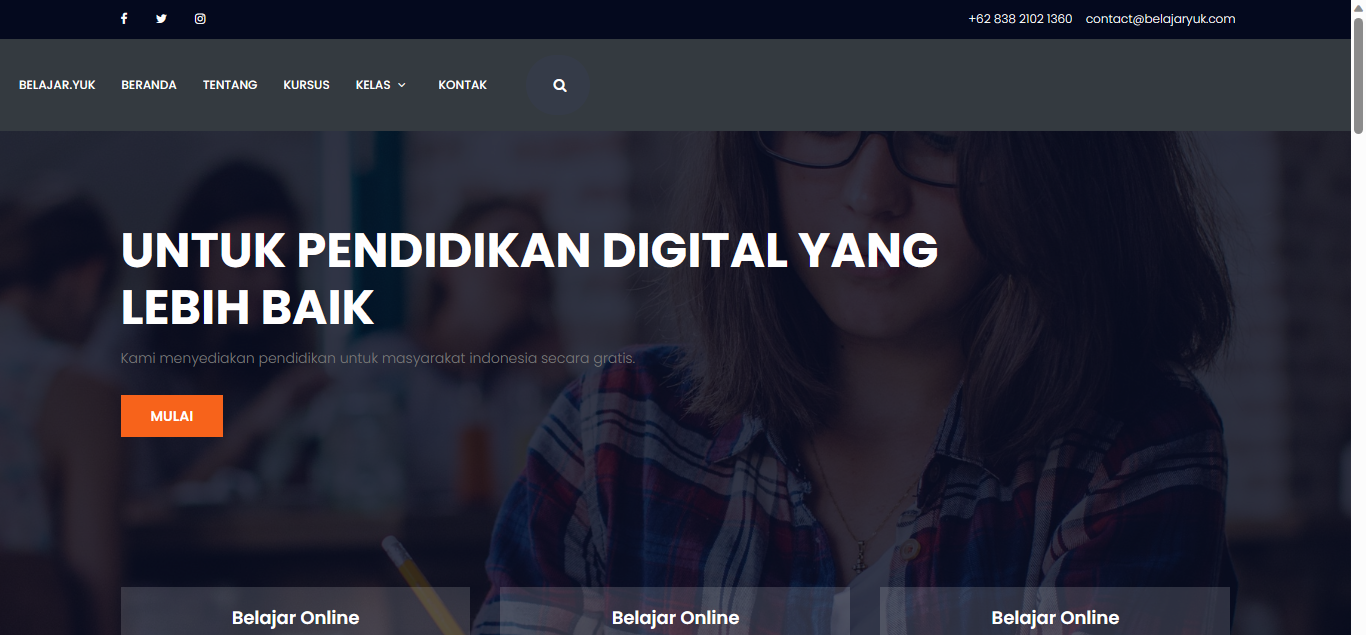 +62 838 2102 1360 contact@belajaryuk.com
BELAJAR.YUK BERANDA TENTANG KURSUS KELAS KONTAK
UNTUK PENDIDIKAN DIGITAL YANG
LEBIH BAIK
Kami menyediakan pendidikan untuk masyarakat indonesia secara gratis.
MULAI
Belajar Online Belajar Online Belajar Online